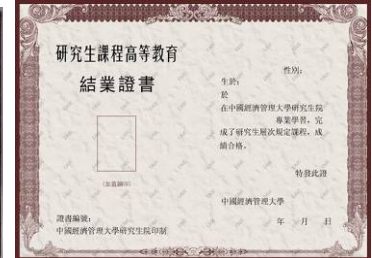 研究生課程高等教育
結業證書
(加蓋鋼印)
證書編號：
中國經濟管理大學研究生院印制
性別：
生於：
於
在中國經濟管理大學研究生院
專業學習，完
成了研究生層次規定課程，成
績合格。
特發此證
中國經濟管理大學
年 月 日